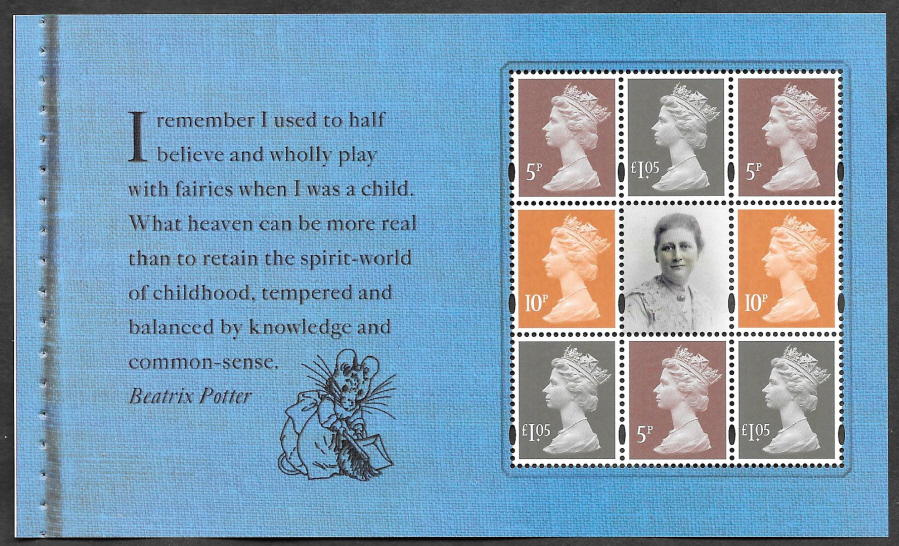 I remember I used to half
believe and wholly play
with fairies when I was a child.
What heaven can be more real
than to retain the spirit-world
of childhood, tempered and
balanced by knowledge and
common-sense.
Beatrix Potter
5P
£1.05
5P
10P
10P
£1.05
5P
£1.05